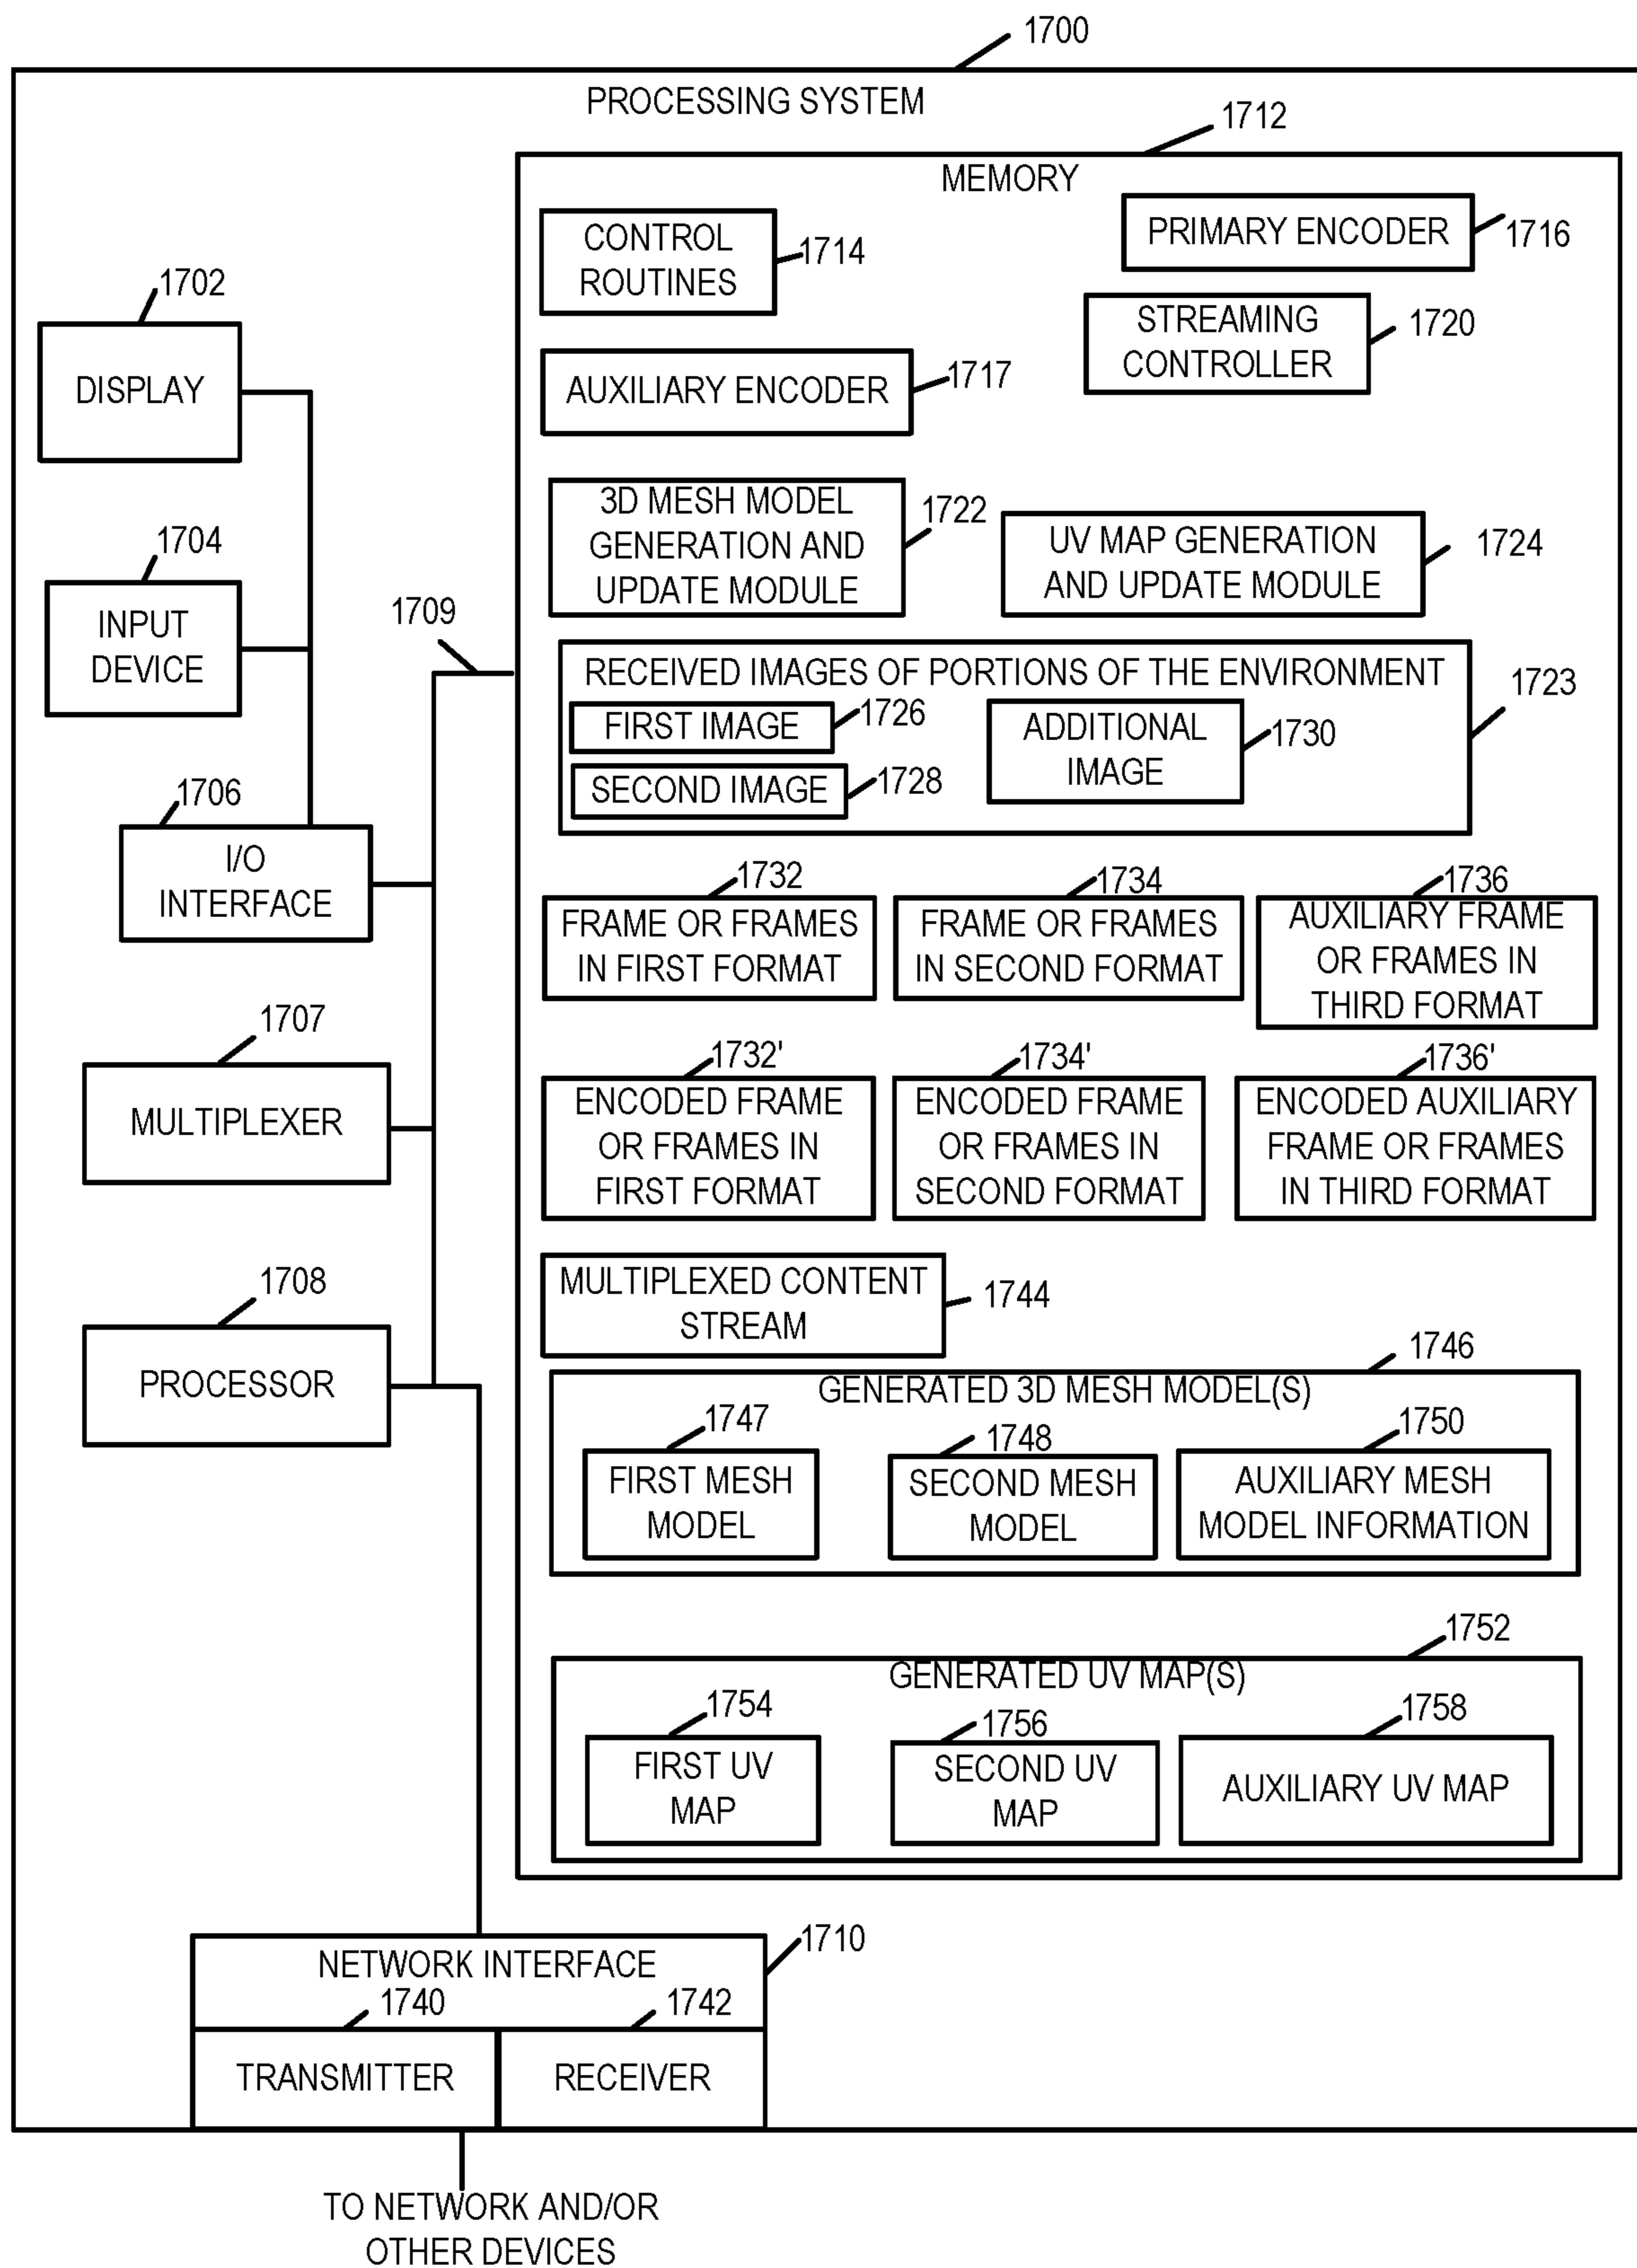 1700
PROCESSING SYSTEM
1712
MEMORY
CONTROL
ROUTINES
1714
PRIMARY ENCODER
1716
STREAMING
CONTROLLER
1720
AUXILIARY ENCODER
1717
1702
DISPLAY
3D MESH MODEL
GENERATION AND
UPDATE MODULE
1722
UV MAP GENERATION
AND UPDATE MODULE
1724
1704
INPUT
DEVICE
1709
RECEIVED IMAGES OF PORTIONS OF THE ENVIRONMENT
1723
FIRST IMAGE
1726
SECOND IMAGE
1728
ADDITIONAL
IMAGE
1730
1706
I/O
INTERFACE
1732
FRAME OR FRAMES
IN FIRST FORMAT
1734
FRAME OR FRAMES
IN SECOND FORMAT
1736
AUXILIARY FRAME
OR FRAMES IN
THIRD FORMAT
1707
MULTIPLEXER
1732'
ENCODED FRAME
OR FRAMES IN
FIRST FORMAT
1734'
ENCODED FRAME
OR FRAMES IN
SECOND FORMAT
1736'
ENCODED AUXILIARY
FRAME OR FRAMES
IN THIRD FORMAT
1708
PROCESSOR
MULTIPLEXED CONTENT
STREAM
1744
1746
GENERATED 3D MESH MODEL(S)
1747
FIRST MESH
MODEL
1748
SECOND MESH
MODEL
1750
AUXILIARY MESH
MODEL INFORMATION
1752
GENERATED UV MAP(S)
1754
FIRST UV
MAP
1756
SECOND UV
MAP
1758
AUXILIARY UV MAP
1710
NETWORK INTERFACE
1740
TRANSMITTER
1742
RECEIVER
TO NETWORK AND/OR
OTHER DEVICES